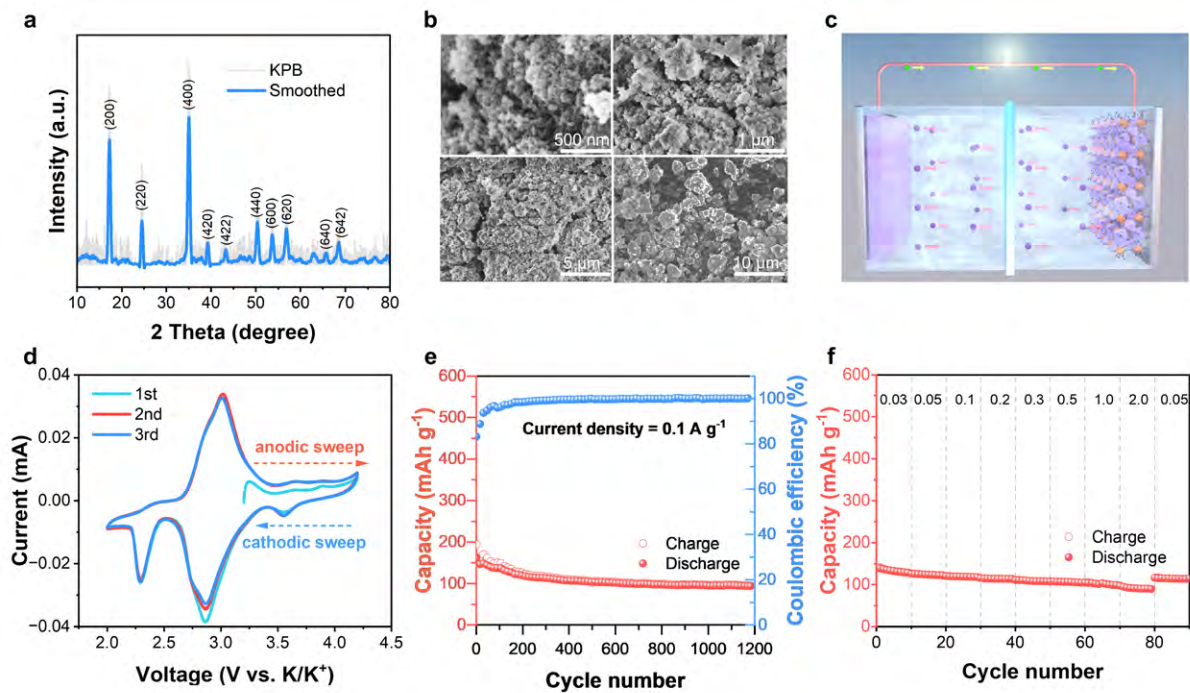 a
Intensity (a.u.)
KPB
Smoothed
(200)
(220)
(400)
(420)
(422)
(440)
(600)
(620)
(640)
(642)
10 20 30 40 50 60 70 80
2 Theta (degree)
b
500 nm
1 μm
5 μm
10 μm
c
d
Current (mA)
0.04
0.02
0.00
−0.02
−0.04
1st
2nd
3rd
anodic sweep
cathodic sweep
2.0 2.5 3.0 3.5 4.0 4.5
Voltage (V vs. K/K⁺)
e
Capacity (mAh g⁻¹)
600
500
400
300
200
100
0
Current density = 0.1 A g⁻¹
Charge
Discharge
100
80
60
40
20
0
Coulombic efficiency (%)
0 200 400 600 800 1000 1200
Cycle number
f
Capacity (mAh g⁻¹)
600
500
400
300
200
100
0
0.03 0.05 0.1 0.2 0.3 0.5 1.0 2.0 0.05
Charge
Discharge
0 20 40 60 80
Cycle number